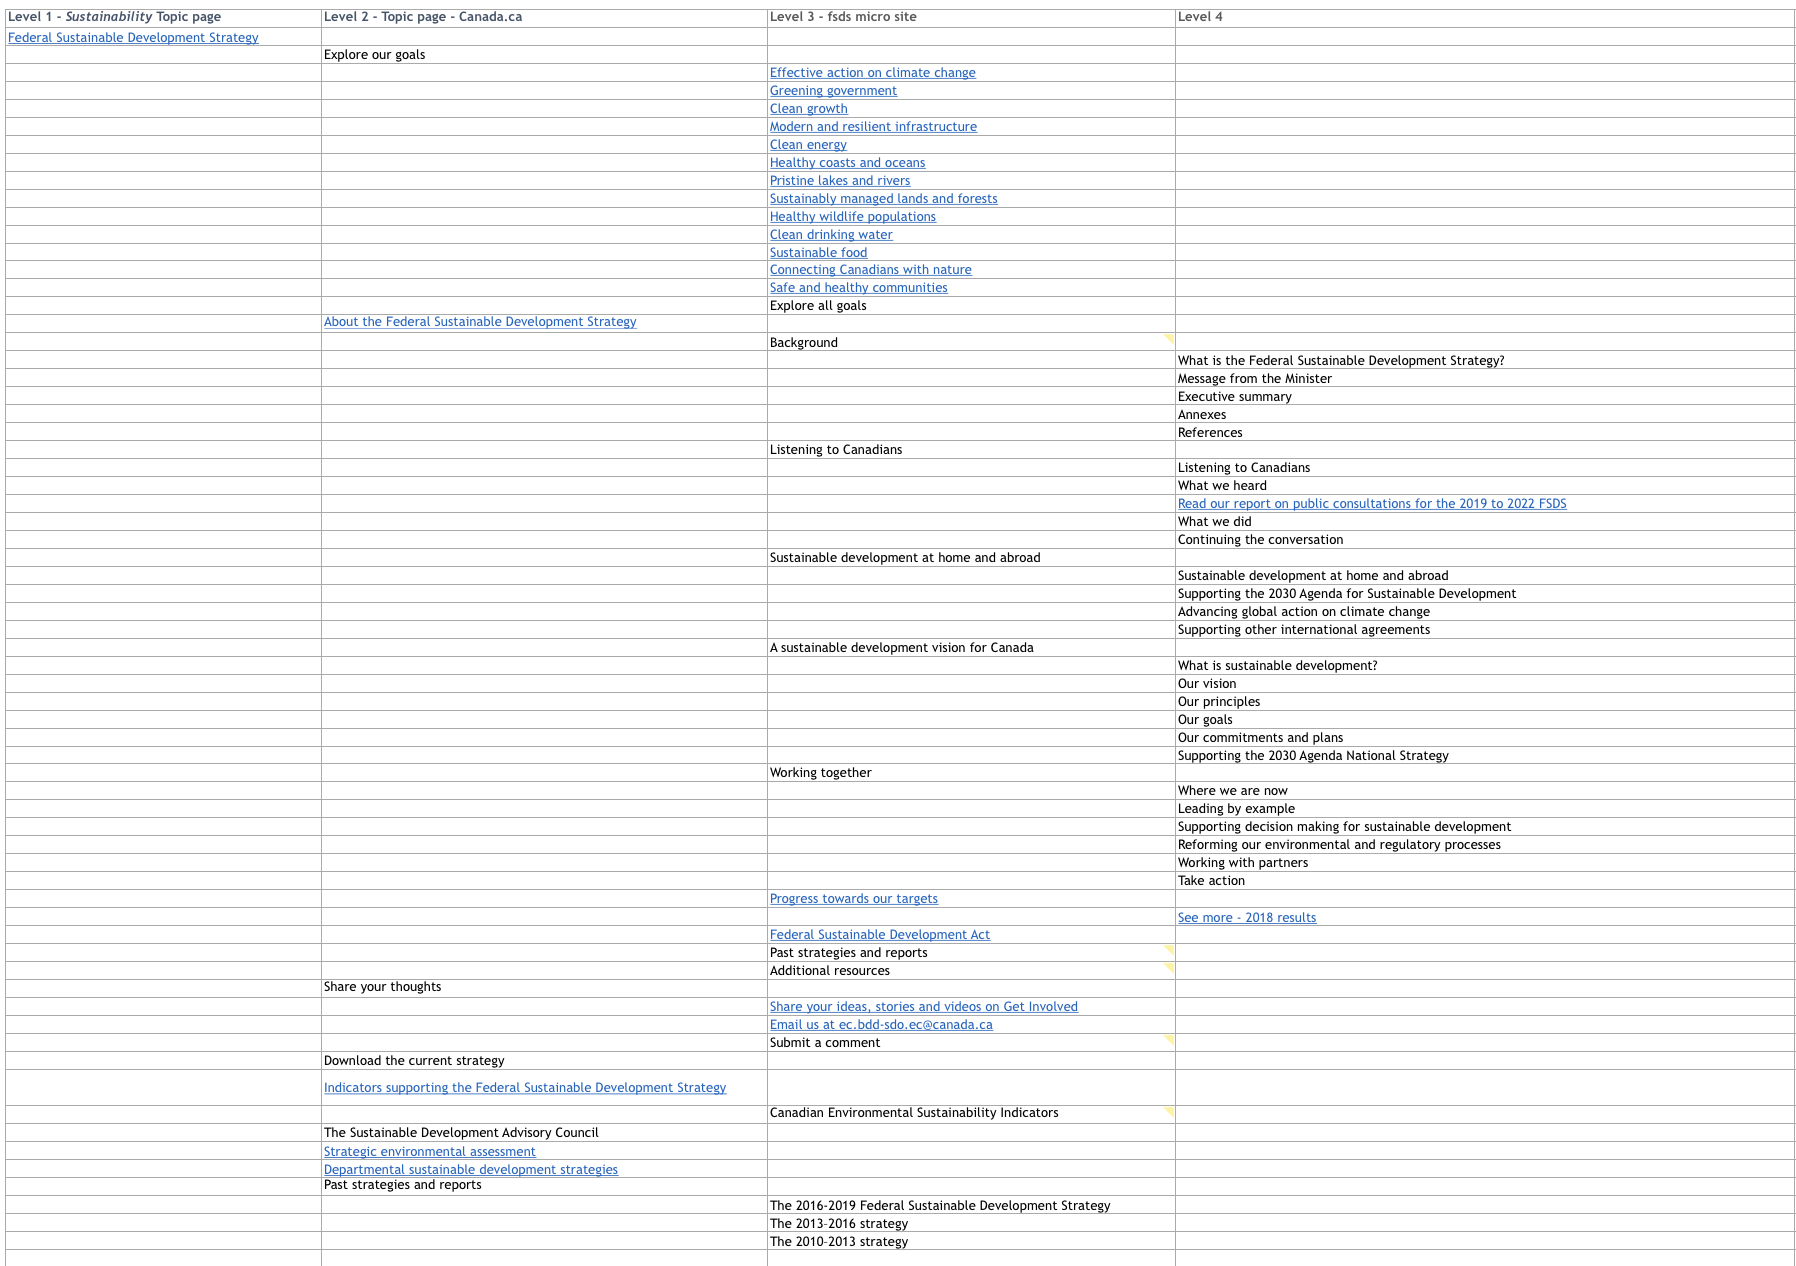 Level 1 - Sustainability Topic page
Level 2 - Topic page - Canada.ca
Level 3 - fsds micro site
Level 4
Federal Sustainable Development Strategy
Explore our goals
Effective action on climate change
Greening government
Clean growth
Modern and resilient infrastructure
Clean energy
Healthy coasts and oceans
Pristine lakes and rivers
Sustainably managed lands and forests
Healthy wildlife populations
Clean drinking water
Sustainable food
Connecting Canadians with nature
Safe and healthy communities
Explore all goals
About the Federal Sustainable Development Strategy
Background
What is the Federal Sustainable Development Strategy?
Message from the Minister
Executive summary
Annexes
References
Listening to Canadians
Listening to Canadians
What we heard
Read our report on public consultations for the 2019 to 2022 FSDS
What we did
Continuing the conversation
Sustainable development at home and abroad
Sustainable development at home and abroad
Supporting the 2030 Agenda for Sustainable Development
Advancing global action on climate change
Supporting other international agreements
A sustainable development vision for Canada
What is sustainable development?
Our vision
Our principles
Our goals
Our commitments and plans
Supporting the 2030 Agenda National Strategy
Working together
Where we are now
Leading by example
Supporting decision making for sustainable development
Reforming our environmental and regulatory processes
Working with partners
Take action
Progress towards our targets
See more - 2018 results
Federal Sustainable Development Act
Past strategies and reports
Additional resources
Share your thoughts
Share your ideas, stories and videos on Get Involved
Email us at ec.bdd-sdo.ec@canada.ca
Submit a comment
Download the current strategy
Indicators supporting the Federal Sustainable Development Strategy
Canadian Environmental Sustainability Indicators
The Sustainable Development Advisory Council
Strategic environmental assessment
Departmental sustainable development strategies
Past strategies and reports
The 2016-2019 Federal Sustainable Development Strategy
The 2013-2016 strategy
The 2010-2013 strategy